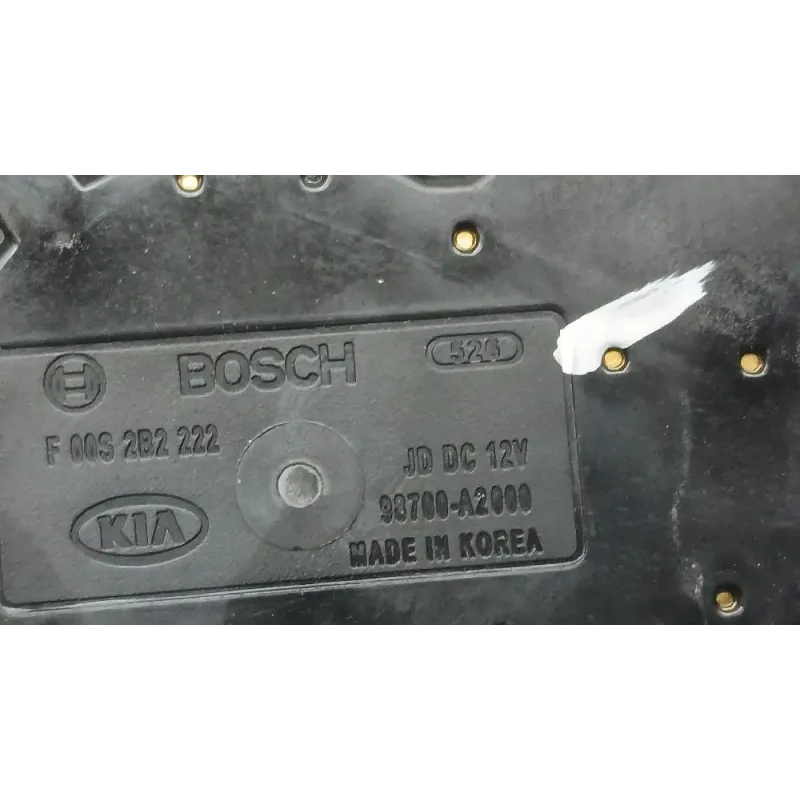 BOSCH
526
F 00S 2B2 222
JD DC 12V
98700-A2000
KIA
MADE IN KOREA